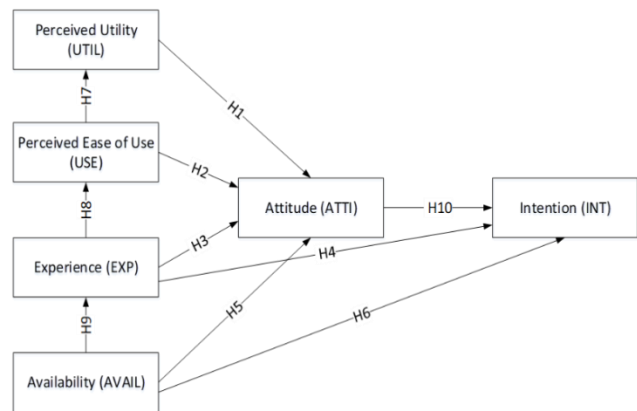 Perceived Utility
(UTIL)
H7
H1
Perceived Ease of Use
(USE)
H2
H8
Attitude (ATTI)
H10
Intention (INT)
H3
Experience (EXP)
H4
H9
H5
H6
Availability (AVAIL)